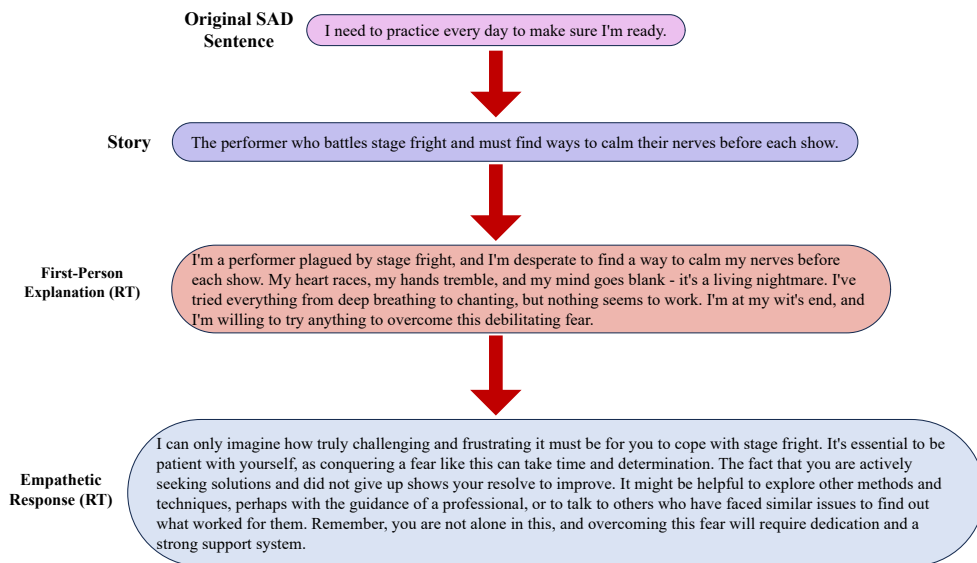 Original SAD
Sentence
I need to practice every day to make sure I'm ready.
Story
The performer who battles stage fright and must find ways to calm their nerves before each show.
First-Person
Explanation (RT)
I'm a performer plagued by stage fright, and I'm desperate to find a way to calm my nerves before
each show. My heart races, my hands tremble, and my mind goes blank - it's a living nightmare. I've
tried everything from deep breathing to chanting, but nothing seems to work. I'm at my wit's end, and
I'm willing to try anything to overcome this debilitating fear.
Empathetic
Response (RT)
I can only imagine how truly challenging and frustrating it must be for you to cope with stage fright. It's essential to be
patient with yourself, as conquering a fear like this can take time and determination. The fact that you are actively
seeking solutions and did not give up shows your resolve to improve. It might be helpful to explore other methods and
techniques, perhaps with the guidance of a professional, or to talk to others who have faced similar issues to find out
what worked for them. Remember, you are not alone in this, and overcoming this fear will require dedication and a
strong support system.